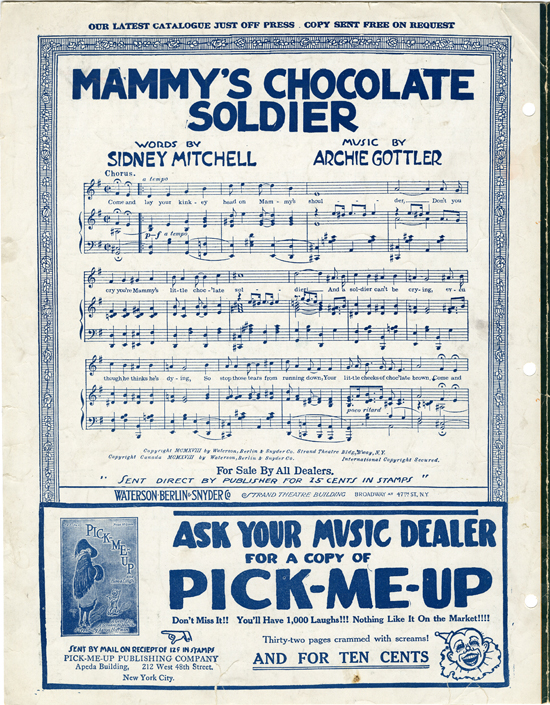 OUR LATEST CATALOGUE JUST OFF PRESS . COPY SENT FREE ON REQUEST
MAMMY'S CHOCOLATE
SOLDIER
WORDS BY
SIDNEY MITCHELL
MUSIC BY
ARCHIE GOTTLER
Chorus.
a tempo
Come and lay your kink-ey head on Mam-my's shoul-der, Don't you
p-f a tempo
cry you're Mammy's lit-tle choc-'late sol-dier! And a sol-dier can't be cry-ing, ev-en
though he thinks he's dy-ing, So stop those tears from running down, Your lit-tle cheeks of choc'late brown, Come and
poco ritard
Copyright MCMXVIII by Waterson, Berlin & Snyder Co. Strand Theatre Bldg, N.Y.
Copyright Canada MCMXVIII by Waterson, Berlin & Snyder Co.
International Copyright Secured.
For Sale By All Dealers.
"SENT DIRECT BY PUBLISHER FOR 15 CENTS IN STAMPS"
WATERSON·BERLIN & SNYDER Co
STRAND THEATRE BUILDING
BROADWAY AT 47TH ST, N.Y.
PICK-ME-UP
ASK YOUR MUSIC DEALER
FOR A COPY OF
PICK-ME-UP
Don't Miss It!! You'll Have 1,000 Laughs!!! Nothing Like It On the Market!!!!
Thirty-two pages crammed with screams!
AND FOR TEN CENTS
SENT BY MAIL ON RECIEPT OF 12¢ IN STAMPS
PICK-ME-UP PUBLISHING COMPANY
Apeda Building, 212 West 48th Street.
New York City.